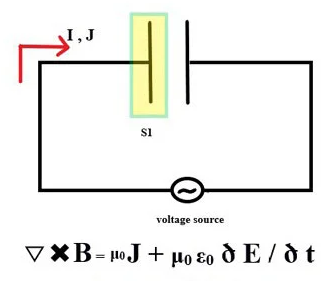 I , J
S1
voltage source
▽ ✖ B = μ₀ J + μ₀ ε₀ ∂ E / ∂ t